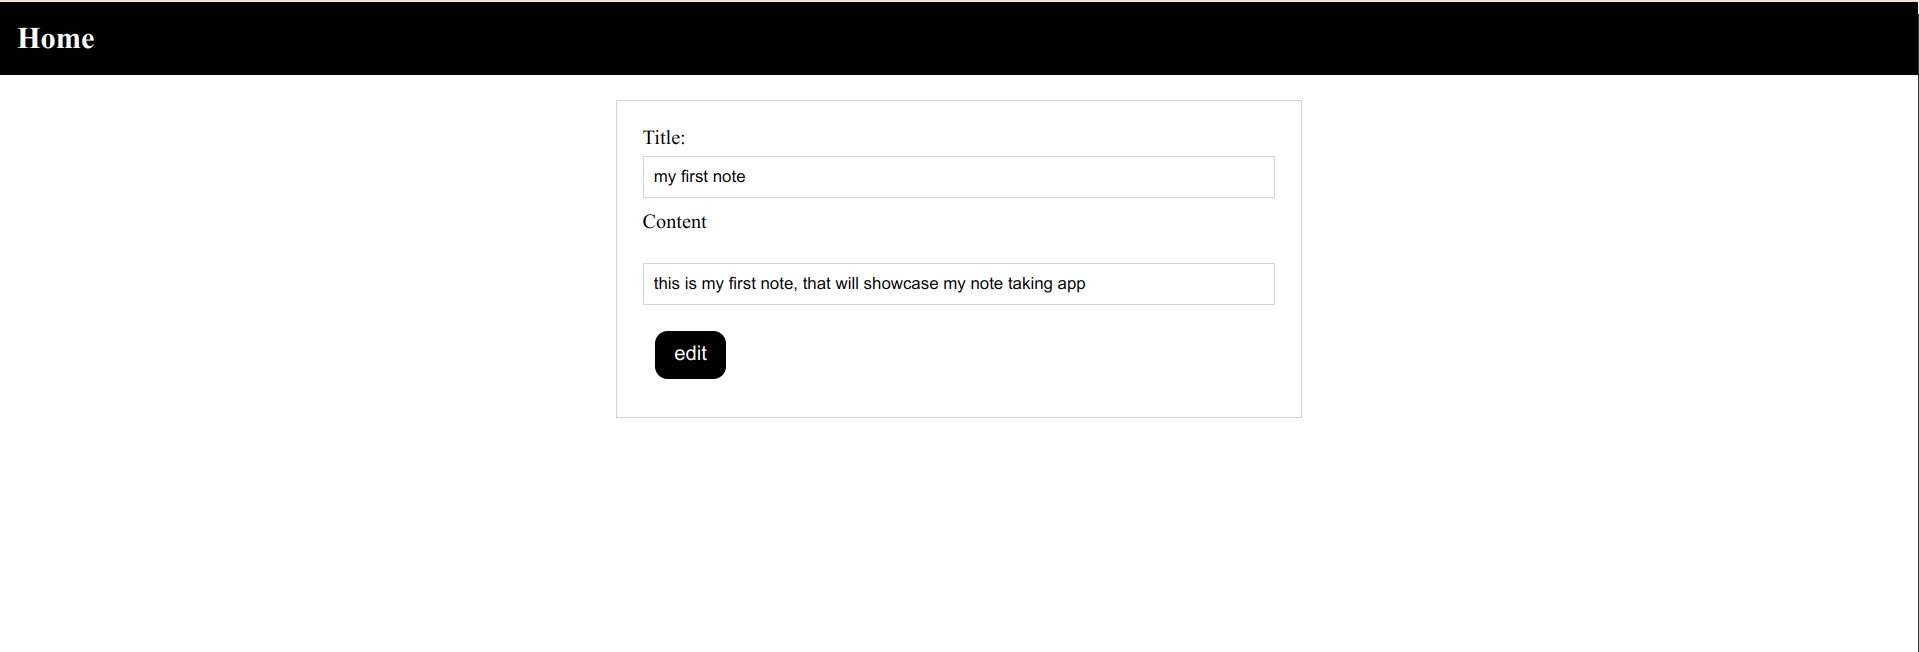 Home
Title:
my first note
Content
this is my first note, that will showcase my note taking app
edit